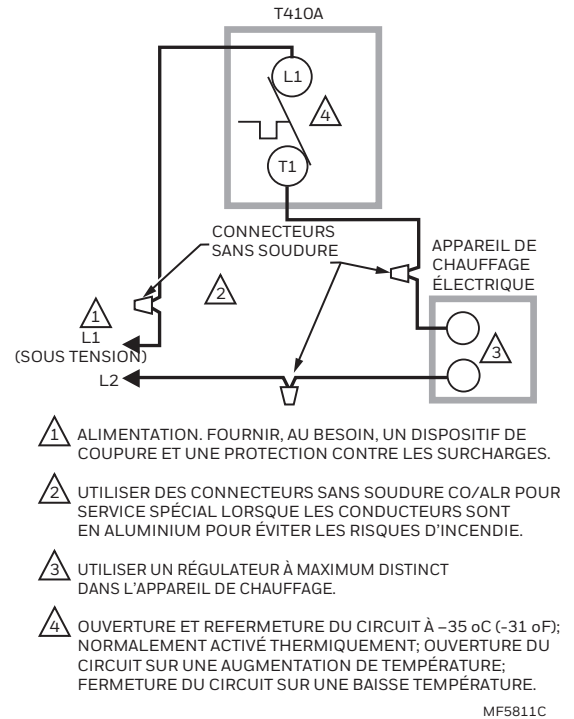 T410A
L1
4
T1
CONNECTEURS
SANS SOUDURE
APPAREIL DE
CHAUFFAGE
ÉLECTRIQUE
2
1
L1
(SOUS TENSION)
3
L2
1 ALIMENTATION. FOURNIR, AU BESOIN, UN DISPOSITIF DE
COUPURE ET UNE PROTECTION CONTRE LES SURCHARGES.
2 UTILISER DES CONNECTEURS SANS SOUDURE CO/ALR POUR
SERVICE SPÉCIAL LORSQUE LES CONDUCTEURS SONT
EN ALUMINIUM POUR ÉVITER LES RISQUES D'INCENDIE.
3 UTILISER UN RÉGULATEUR À MAXIMUM DISTINCT
DANS L'APPAREIL DE CHAUFFAGE.
4 OUVERTURE ET REFERMETURE DU CIRCUIT À –35 oC (-31 oF);
NORMALEMENT ACTIVÉ THERMIQUEMENT; OUVERTURE DU
CIRCUIT SUR UNE AUGMENTATION DE TEMPÉRATURE;
FERMETURE DU CIRCUIT SUR UNE BAISSE TEMPÉRATURE.
MF5811C